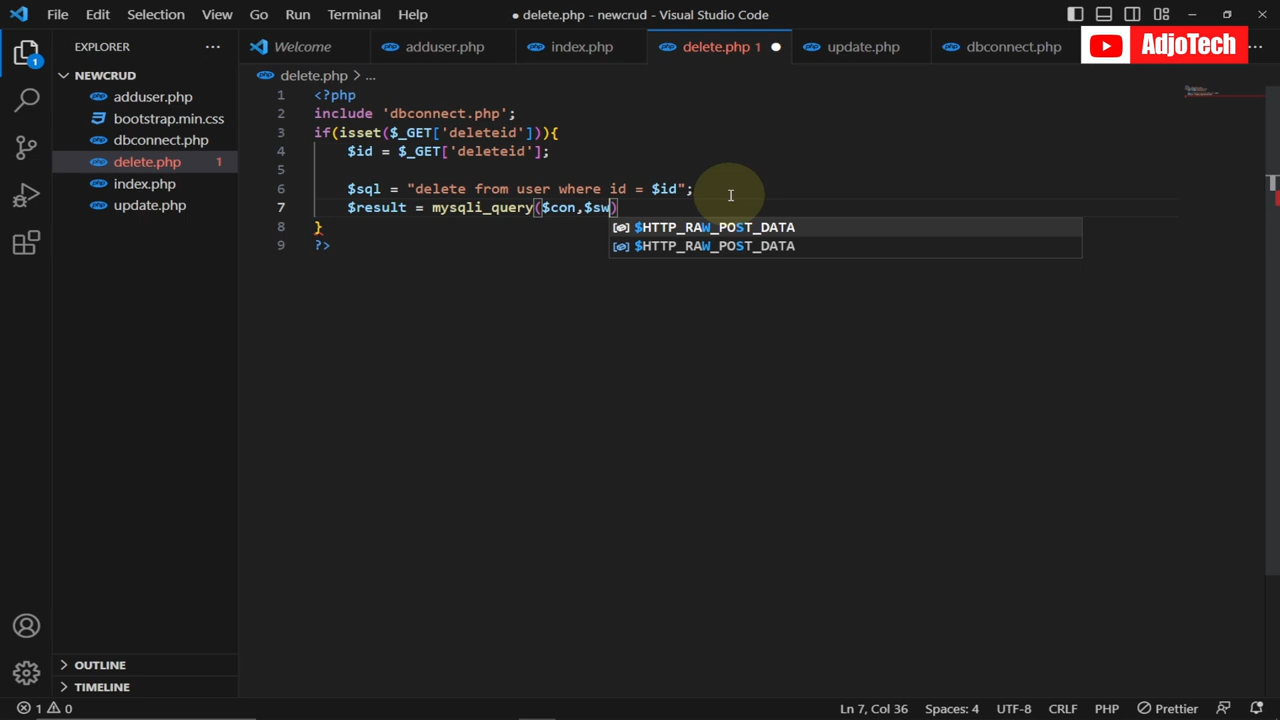 File Edit Selection View Go Run Terminal Help
● delete.php - newcrud - Visual Studio Code
EXPLORER
Welcome adduser.php index.php delete.php 1 update.php dbconnect.php
AdjoTech
1
NEWCRUD
adduser.php
bootstrap.min.css
dbconnect.php
delete.php 1
index.php
update.php
delete.php > ...
1 <?php
2 include 'dbconnect.php';
3 if(isset($_GET['deleteid'])){
4 $id = $_GET['deleteid'];
5
6 $sql = "delete from user where id = $id";
7 $result = mysqli_query($con,$sw)
$HTTP_RAW_POST_DATA
8 }
$HTTP_RAW_POST_DATA
9 ?>
OUTLINE
TIMELINE
1 0 Ln 7, Col 36 Spaces: 4 UTF-8 CRLF PHP Prettier